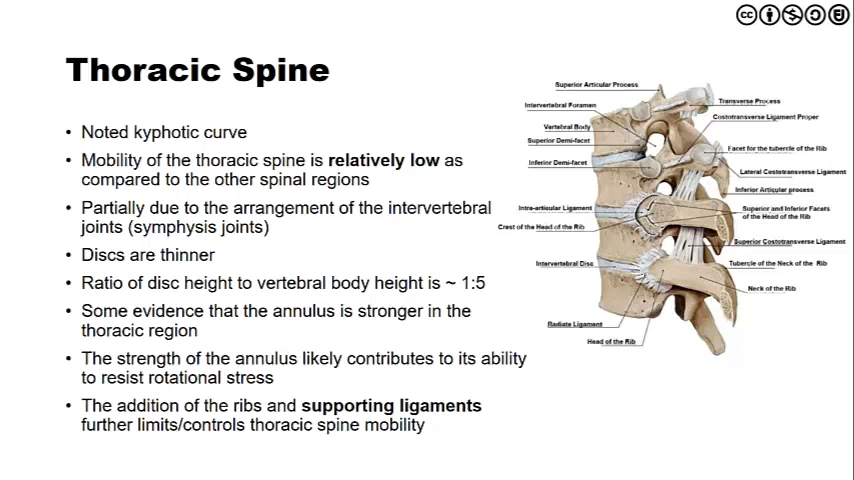 Thoracic Spine
• Noted kyphotic curve
• Mobility of the thoracic spine is relatively low as
compared to the other spinal regions
• Partially due to the arrangement of the intervertebral
joints (symphysis joints)
• Discs are thinner
• Ratio of disc height to vertebral body height is ~ 1:5
• Some evidence that the annulus is stronger in the
thoracic region
• The strength of the annulus likely contributes to its ability
to resist rotational stress
• The addition of the ribs and supporting ligaments
further limits/controls thoracic spine mobility
Superior Articular Process
Intervertebral Foramen
Vertebral Body
Superior Demi-facet
Inferior Demi-facet
Intra-articular Ligament
Crest of the Head of the Rib
Intervertebral Disc
Radiate Ligament
Head of the Rib
Transverse Process
Costotransverse Ligament Proper
Facet for the tubercle of the Rib
Lateral Costotransverse Ligament
Inferior Articular process
Superior and Inferior Facets
of the Head of the Rib
Superior Costotransverse Ligament
Tubercle of the Neck of the Rib
Neck of the Rib
cc